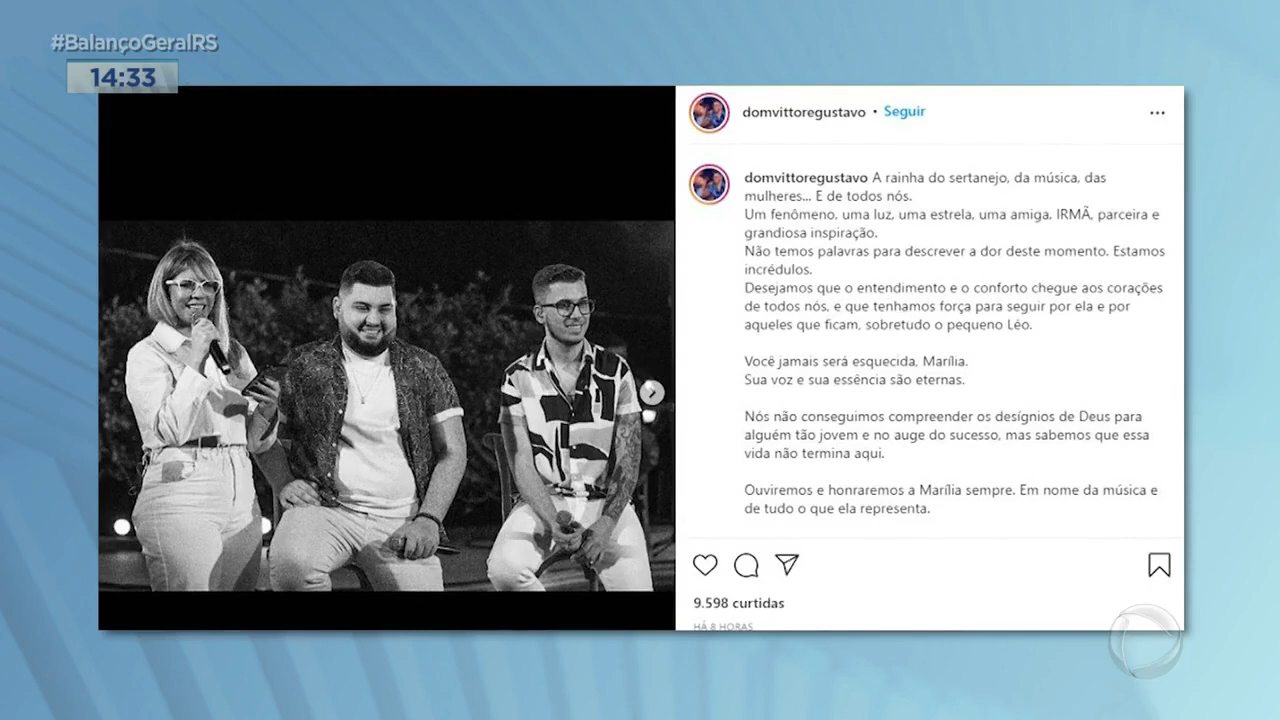 #BalançoGeralRS
14:33
domvittoregustavo • Seguir
domvittoregustavo A rainha do sertanejo, da música, das
mulheres... E de todos nós.
Um fenômeno, uma luz, uma estrela, uma amiga, IRMÃ, parceira e
grandiosa inspiração.
Não temos palavras para descrever a dor deste momento. Estamos
incrédulos.
Desejamos que o entendimento e o conforto chegue aos corações
de todos nós, e que tenhamos força para seguir por ela e por
aqueles que ficam, sobretudo o pequeno Léo.
Você jamais será esquecida, Marília.
Sua voz e sua essência são eternas.
Nós não conseguimos compreender os desígnios de Deus para
alguém tão jovem e no auge do sucesso, mas sabemos que essa
vida não termina aqui.
Ouviremos e honraremos a Marília sempre. Em nome da música e
de tudo o que ela representa.
9.598 curtidas
HÁ 8 HORAS